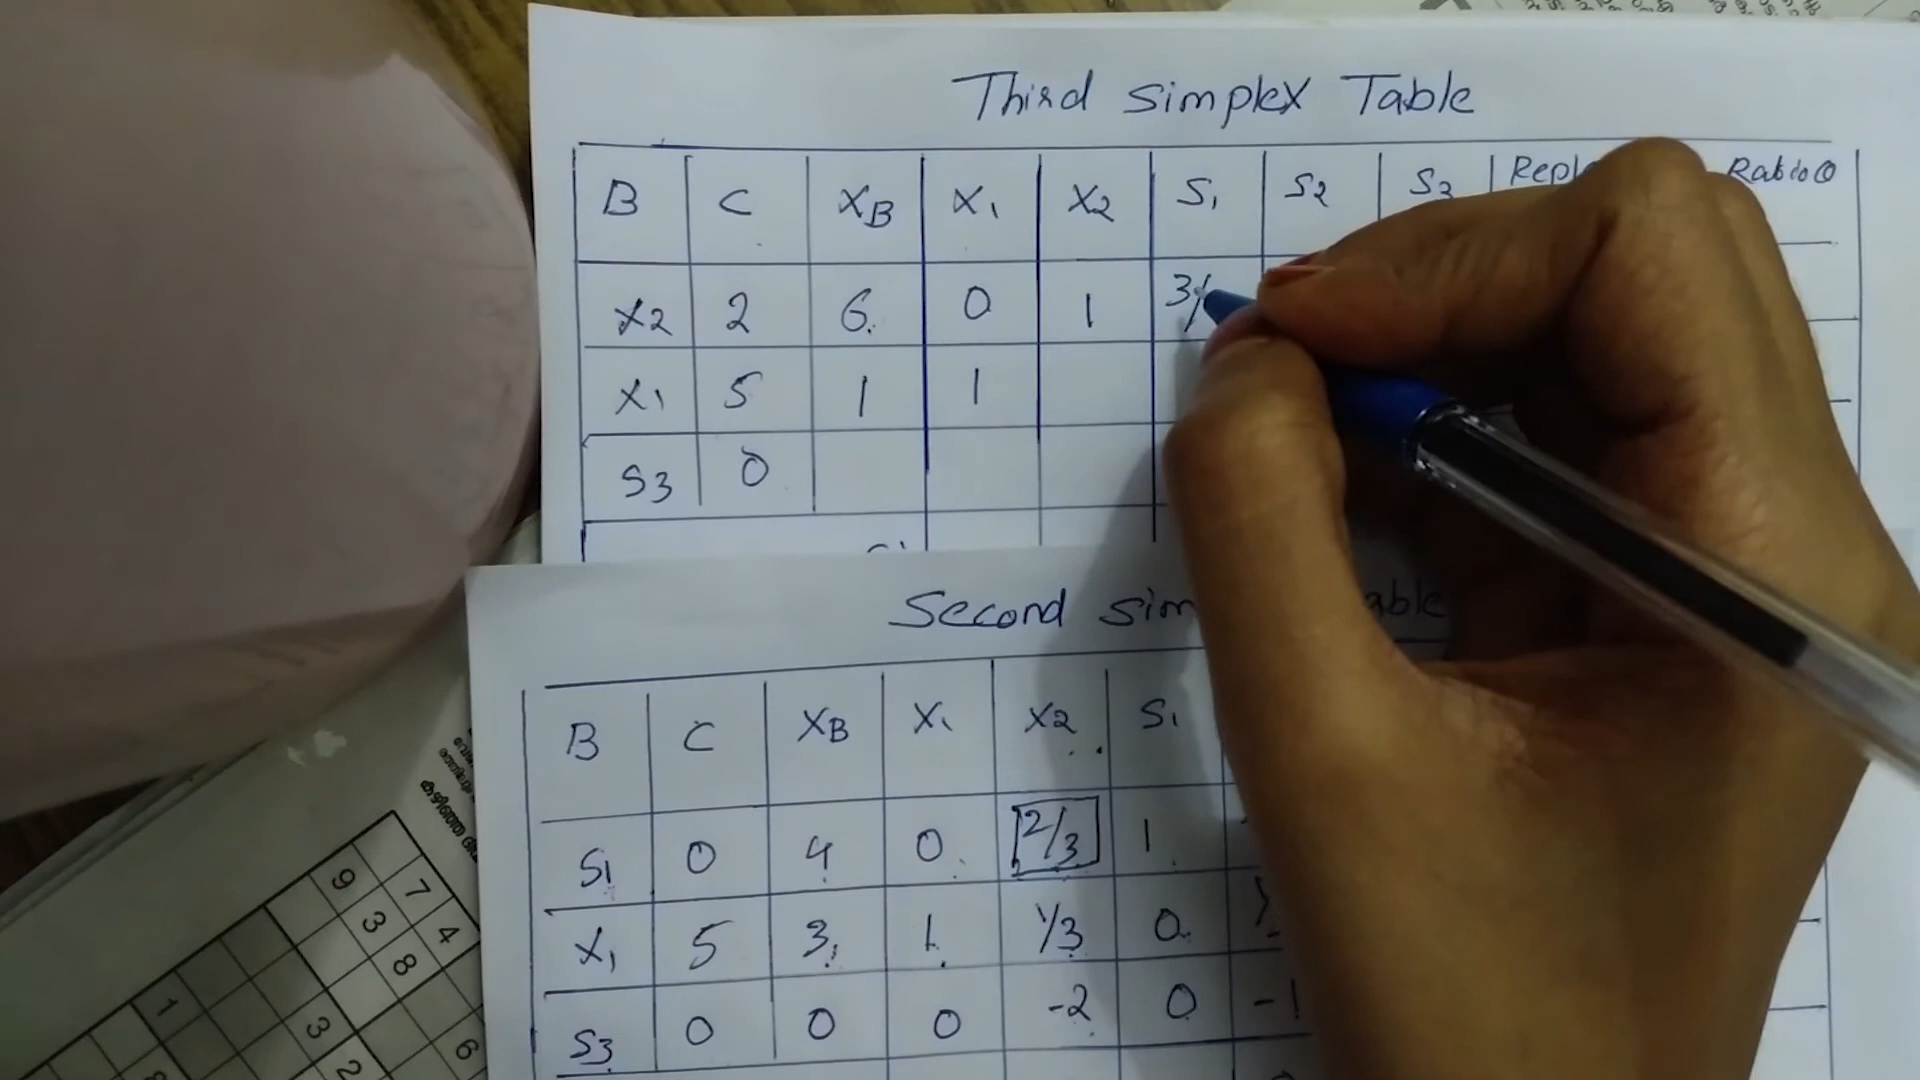 Third Simplex Table
B C XB X1 X2 S1 S2 S3 Repl Ratio θ
X2 2 6 0 1 3/
X1 5 1 1
S3 0
Second sim able
B C XB X1 X2 S1
S1 0 4 0 2/3 1
X1 5 3 1 1/3 0
S3 0 0 0 -2 0 -1
9 7
3 4
8
1
3
2 6